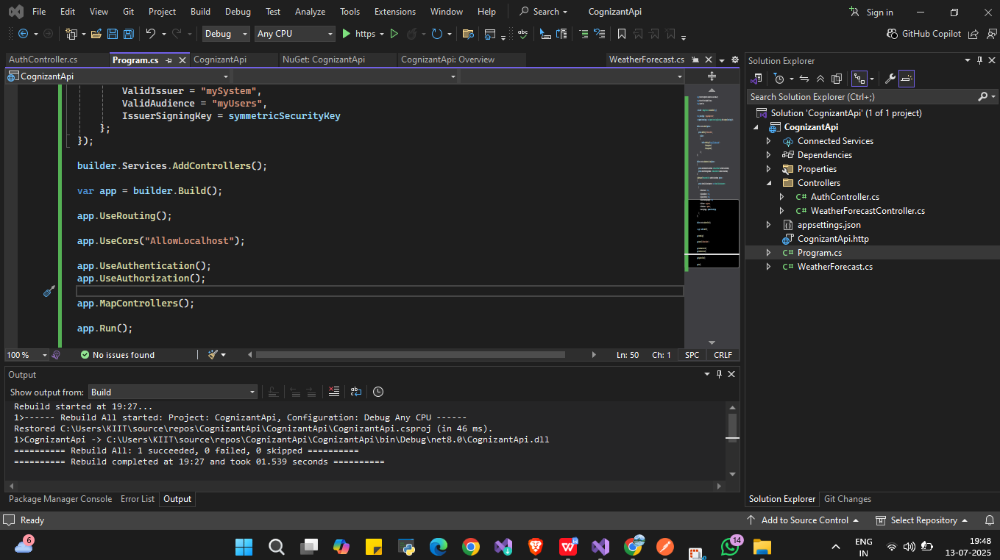 File Edit View Git Project Build Debug Test Analyze Tools Extensions Window Help Search CognizantApi Sign in
Debug Any CPU https GitHub Copilot
AuthController.cs Program.cs CognizantApi NuGet: CognizantApi CognizantApi: Overview WeatherForecast.cs
CognizantApi
ValidIssuer = "mySystem",
ValidAudience = "myUsers",
IssuerSigningKey = symmetricSecurityKey
};
});
builder.Services.AddControllers();
var app = builder.Build();
app.UseRouting();
app.UseCors("AllowLocalhost");
app.UseAuthentication();
app.UseAuthorization();
app.MapControllers();
app.Run();
100 % No issues found Ln: 50 Ch: 1 SPC CRLF
Output
Show output from: Build
Rebuild started at 19:27...
1>------ Rebuild All started: Project: CognizantApi, Configuration: Debug Any CPU ------
Restored C:\Users\KIIT\source\repos\CognizantApi\CognizantApi\CognizantApi.csproj (in 46 ms).
1>CognizantApi -> C:\Users\KIIT\source\repos\CognizantApi\CognizantApi\bin\Debug\net8.0\CognizantApi.dll
========== Rebuild All: 1 succeeded, 0 failed, 0 skipped ==========
========== Rebuild completed at 19:27 and took 01.539 seconds ==========
Package Manager Console Error List Output
Solution Explorer
Search Solution Explorer (Ctrl+;)
Solution 'CognizantApi' (1 of 1 project)
CognizantApi
Connected Services
Dependencies
Properties
Controllers
C# AuthController.cs
C# WeatherForecastController.cs
appsettings.json
CognizantApi.http
C# Program.cs
C# WeatherForecast.cs
Solution Explorer Git Changes
Ready Add to Source Control Select Repository
6
14
ENG
IN
19:48
13-07-2025